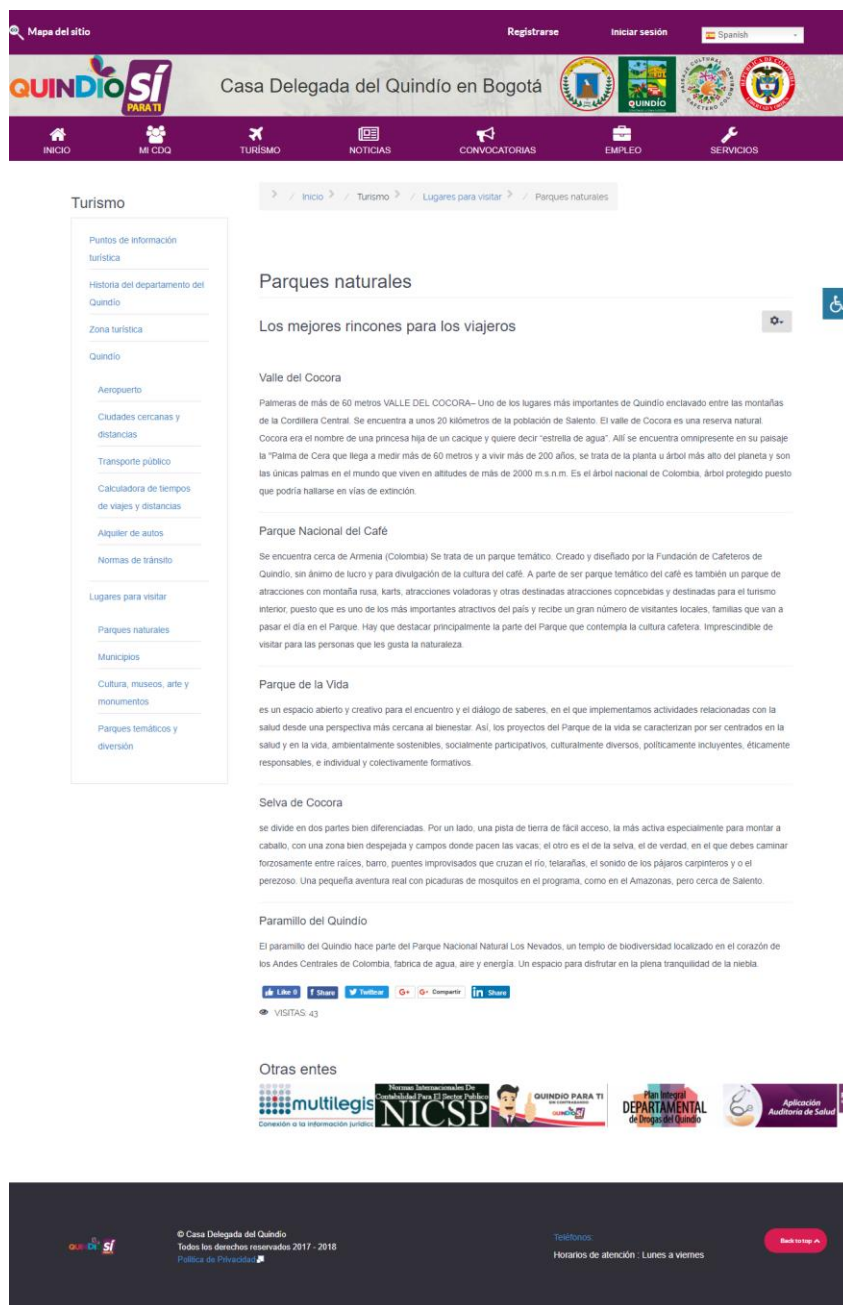 Mapa del sitio
Registrarse
Iniciar sesión
Spanish
QUINDÍO SÍ
PARA TI
Casa Delegada del Quindío en Bogotá
QUINDÍO
INICIO
MI CDQ
TURÍSMO
NOTICIAS
CONVOCATORIAS
EMPLEO
SERVICIOS
Turismo
Puntos de información
turística
Historia del departamento del
Quindío
Zona turística
Quindío
Aeropuerto
Ciudades cercanas y
distancias
Transporte público
Calculadora de tiempos
de viajes y distancias
Alquiler de autos
Normas de tránsito
Lugares para visitar
Parques naturales
Municipios
Cultura, museos, arte y
monumentos
Parques temáticos y
diversión
/ Inicio / Turismo / Lugares para visitar / Parques naturales
Parques naturales
Los mejores rincones para los viajeros
Valle del Cocora
Palmeras de más de 60 metros VALLE DEL COCORA– Uno de los lugares más importantes de Quindío enclavado entre las montañas
de la Cordillera Central. Se encuentra a unos 20 kilómetros de la población de Salento. El valle de Cocora es una reserva natural.
Cocora era el nombre de una princesa hija de un cacique y quiere decir “estrella de agua”. Allí se encuentra omnipresente en su paisaje
la "Palma de Cera que llega a medir más de 60 metros y a vivir más de 200 años, se trata de la planta u árbol más alto del planeta y son
las únicas palmas en el mundo que viven en altitudes de más de 2000 m.s.n.m. Es el árbol nacional de Colombia, árbol protegido puesto
que podría hallarse en vías de extinción.
Parque Nacional del Café
Se encuentra cerca de Armenia (Colombia) Se trata de un parque temático. Creado y diseñado por la Fundación de Cafeteros de
Quindío, sin ánimo de lucro y para divulgación de la cultura del café. A parte de ser parque temático del café es también un parque de
atracciones con montaña rusa, karts, atracciones voladoras y otras destinadas atracciones copncebidas y destinadas para el turismo
interior, puesto que es uno de los más importantes atractivos del país y recibe un gran número de visitantes locales, familias que van a
pasar el día en el Parque. Hay que destacar principalmente la parte del Parque que contempla la cultura cafetera. Imprescindible de
visitar para las personas que les gusta la naturaleza.
Parque de la Vida
es un espacio abierto y creativo para el encuentro y el diálogo de saberes, en el que implementamos actividades relacionadas con la
salud desde una perspectiva más cercana al bienestar. Así, los proyectos del Parque de la vida se caracterizan por ser centrados en la
salud y en la vida, ambientalmente sostenibles, socialmente participativos, culturalmente diversos, políticamente incluyentes, éticamente
responsables, e individual y colectivamente formativos.
Selva de Cocora
se divide en dos partes bien diferenciadas. Por un lado, una pista de tierra de fácil acceso, la más activa especialmente para montar a
caballo, con una zona bien despejada y campos donde pacen las vacas; el otro es el de la selva, el de verdad, en el que debes caminar
forzosamente entre raíces, barro, puentes improvisados que cruzan el río, telarañas, el sonido de los pájaros carpinteros y o el
perezoso. Una pequeña aventura real con picaduras de mosquitos en el programa, como en el Amazonas, pero cerca de Salento.
Paramillo del Quindío
El paramillo del Quindio hace parte del Parque Nacional Natural Los Nevados, un templo de biodiversidad localizado en el corazón de
los Andes Centrales de Colombia, fabrica de agua, aire y energía. Un espacio para disfrutar en la plena tranquilidad de la niebla.
Like 0
Share
Twittear
G+
G+ Compartir
in Share
VISITAS: 43
Otras entes
multilegis
Conexión a la información jurídica
Normas Internacionales De
Contabilidad Para El Sector Publico
NICSP
QUINDÍO PARA TI
SIN CONTRABANDO
QUINDÍO SÍ
Plan Integral
DEPARTAMENTAL
de Drogas del Quindío
Aplicación
Auditoría de Salud
QUINDÍO SÍ
© Casa Delegada del Quindío
Todos los derechos reservados 2017 - 2018
Política de Privacidad
Teléfonos:
Horarios de atención : Lunes a viernes
Back to top